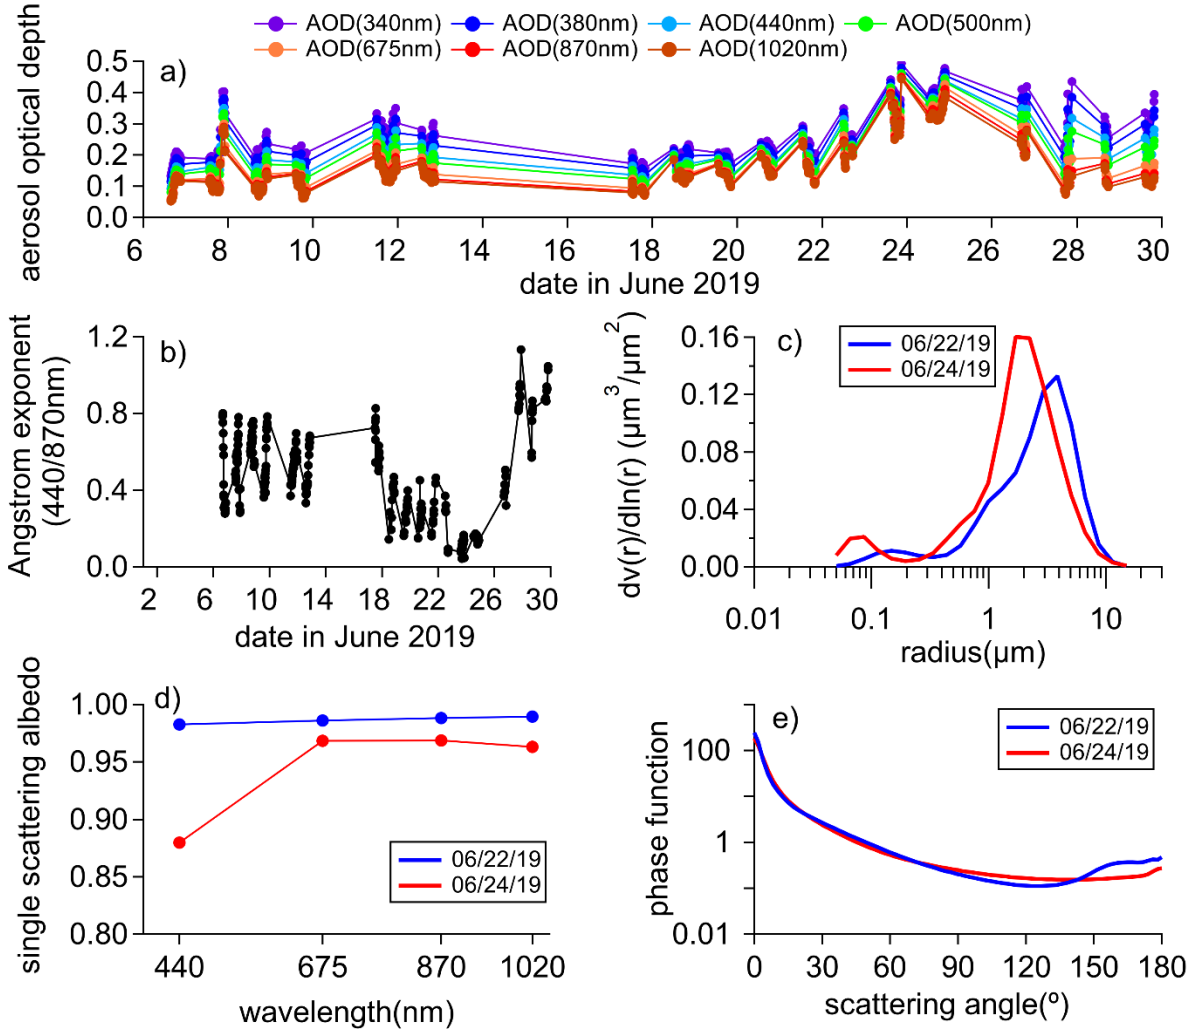 AOD(340nm) AOD(380nm) AOD(440nm) AOD(500nm)
AOD(675nm) AOD(870nm) AOD(1020nm)
a)
aerosol optical depth
0.5
0.4
0.3
0.2
0.1
0.0
6 8 10 12 14 16 18 20 22 24 26 28 30
date in June 2019
b)
Angstrom exponent
(440/870nm)
1.2
0.8
0.4
0.0
2 6 10 14 18 22 26 30
date in June 2019
c)
dv(r)/dln(r) (μm³/μm²)
0.16
0.12
0.08
0.04
0.00
06/22/19
06/24/19
0.01 0.1 1 10
radius(μm)
d)
single scattering albedo
1.00
0.95
0.90
0.85
0.80
06/22/19
06/24/19
440 675 870 1020
wavelength(nm)
e)
phase function
100
1
0.01
06/22/19
06/24/19
0 30 60 90 120 150 180
scattering angle(º)